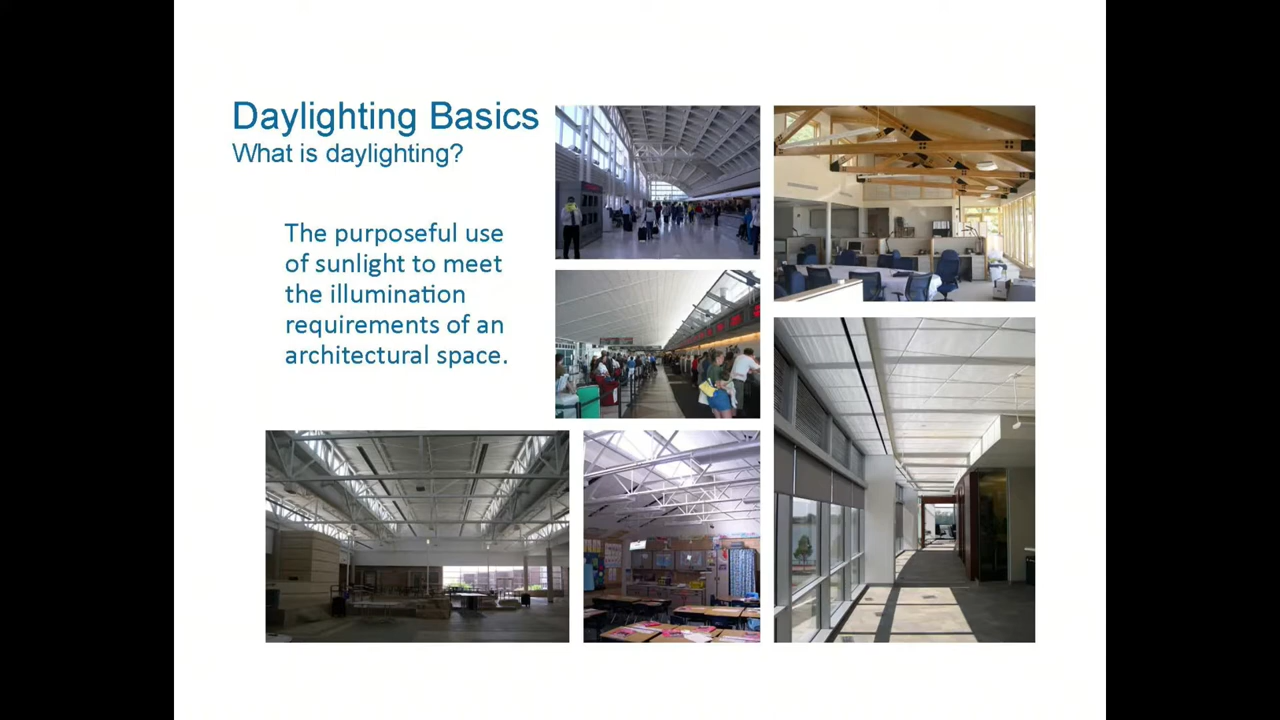 Daylighting Basics
What is daylighting?
The purposeful use
of sunlight to meet
the illumination
requirements of an
architectural space.